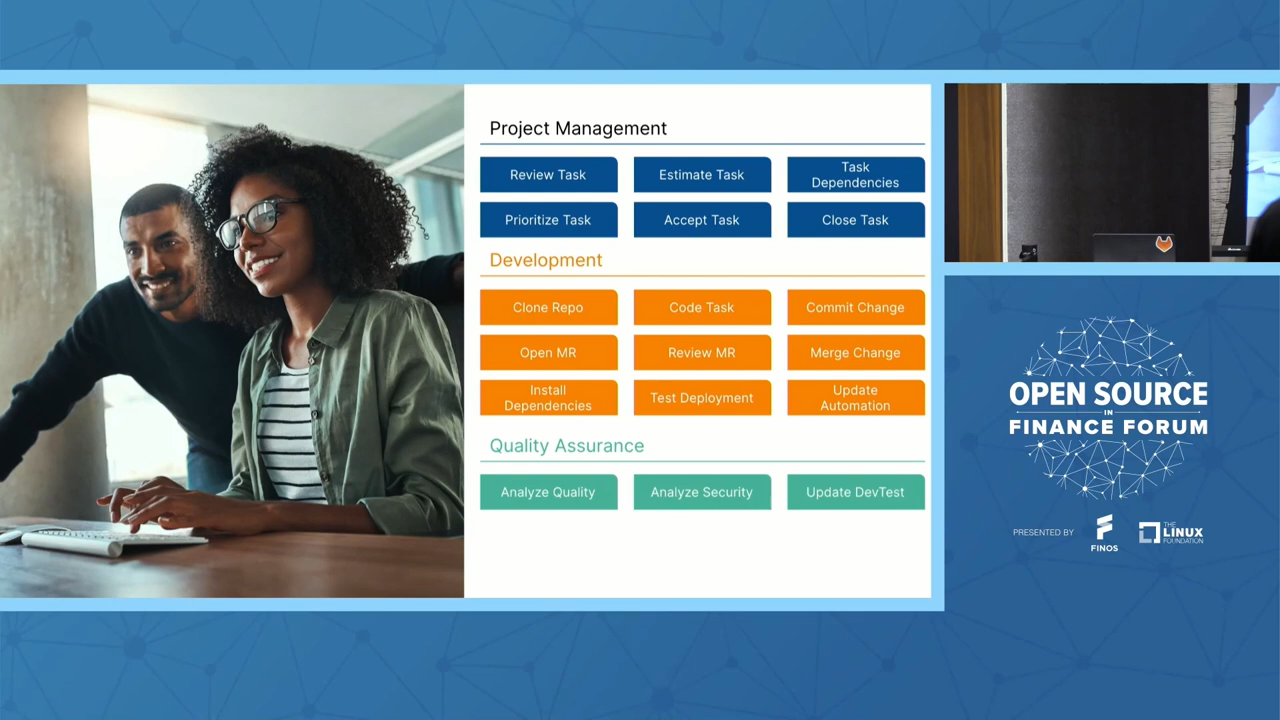 Project Management
Review Task
Estimate Task
Task
Dependencies
Prioritize Task
Accept Task
Close Task
Development
Clone Repo
Code Task
Commit Change
Open MR
Review MR
Merge Change
Install
Dependencies
Test Deployment
Update
Automation
Quality Assurance
Analyze Quality
Analyze Security
Update DevTest
OPEN SOURCE
IN
FINANCE FORUM
PRESENTED BY
FINOS
THE
LINUX
FOUNDATION